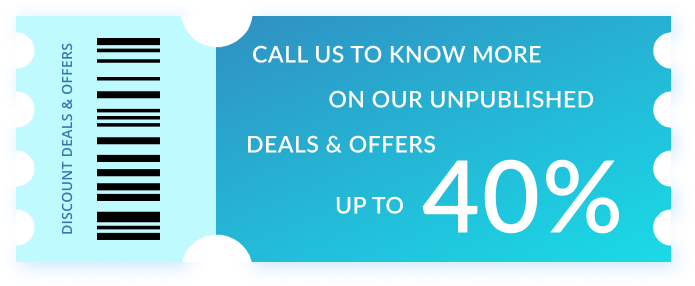 DISCOUNT DEALS & OFFERS
CALL US TO KNOW MORE
ON OUR UNPUBLISHED
DEALS & OFFERS
UP TO 40%